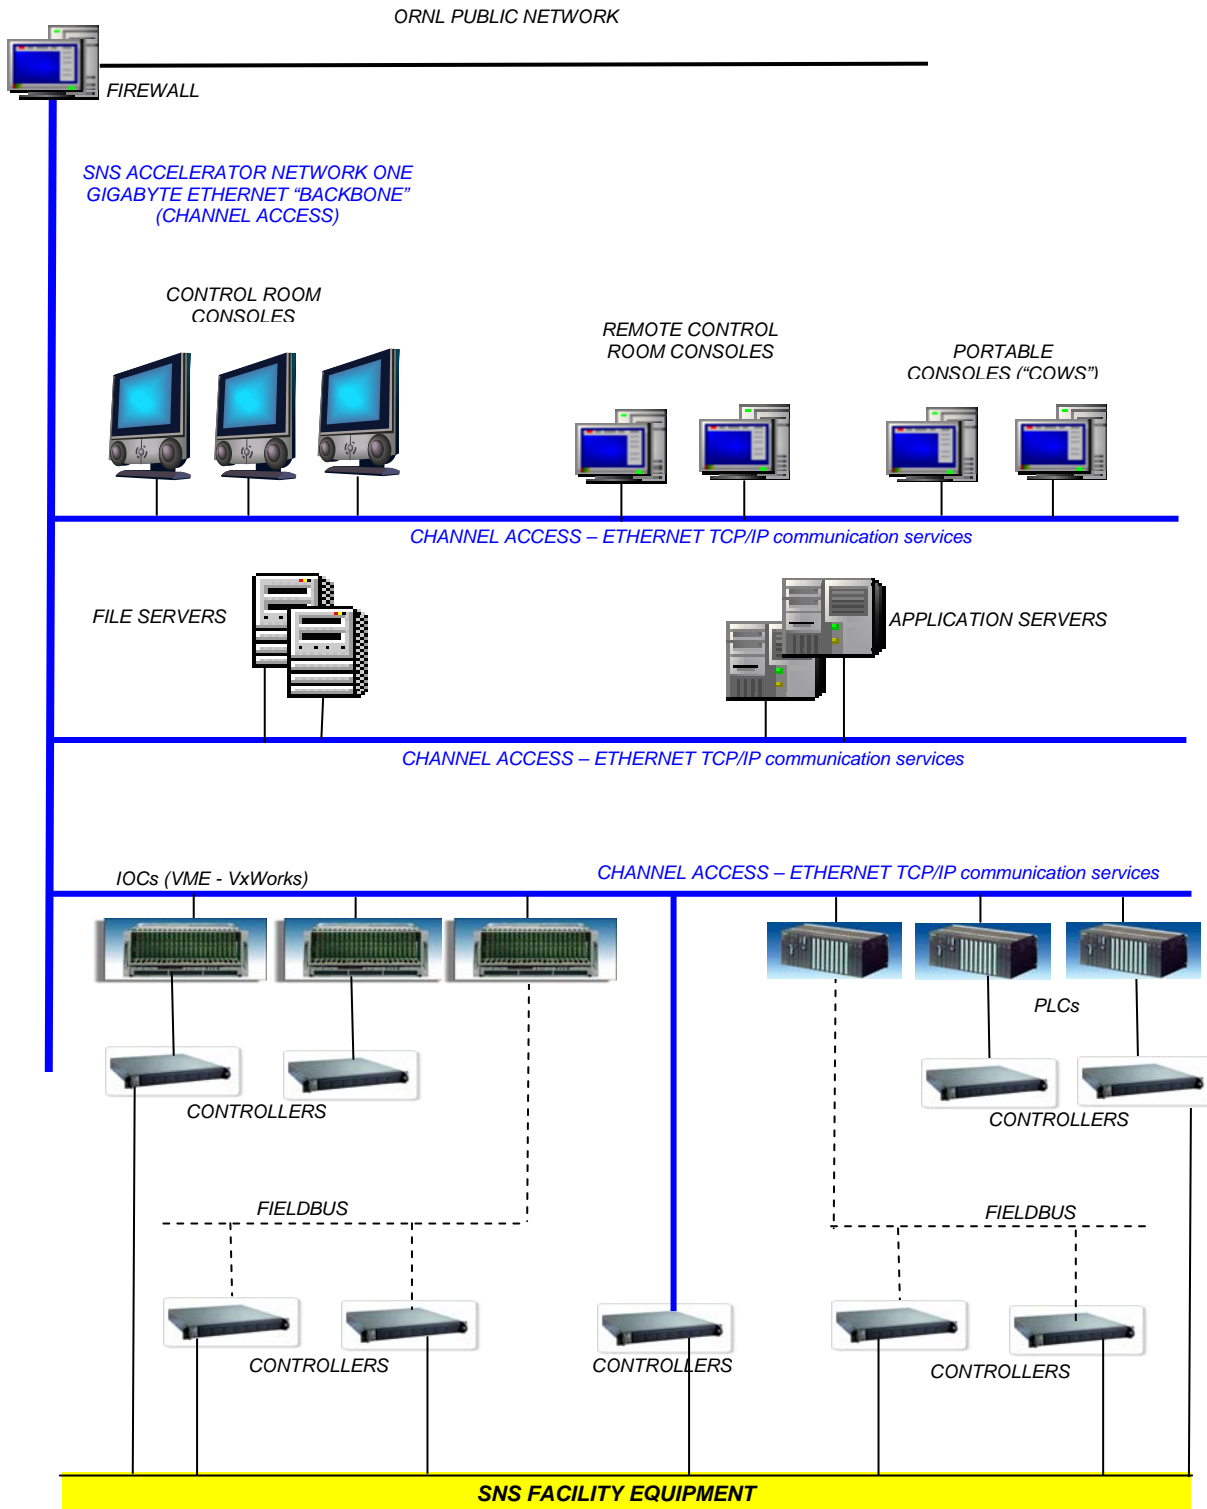 ORNL PUBLIC NETWORK
FIREWALL
SNS ACCELERATOR NETWORK ONE
GIGABYTE ETHERNET “BACKBONE”
(CHANNEL ACCESS)
CONTROL ROOM
CONSOLES
REMOTE CONTROL
ROOM CONSOLES
PORTABLE
CONSOLES (“COWS”)
CHANNEL ACCESS – ETHERNET TCP/IP communication services
FILE SERVERS
APPLICATION SERVERS
CHANNEL ACCESS – ETHERNET TCP/IP communication services
IOCs (VME - VxWorks)
CHANNEL ACCESS – ETHERNET TCP/IP communication services
PLCs
CONTROLLERS
CONTROLLERS
FIELDBUS
FIELDBUS
CONTROLLERS
CONTROLLERS
CONTROLLERS
SNS FACILITY EQUIPMENT